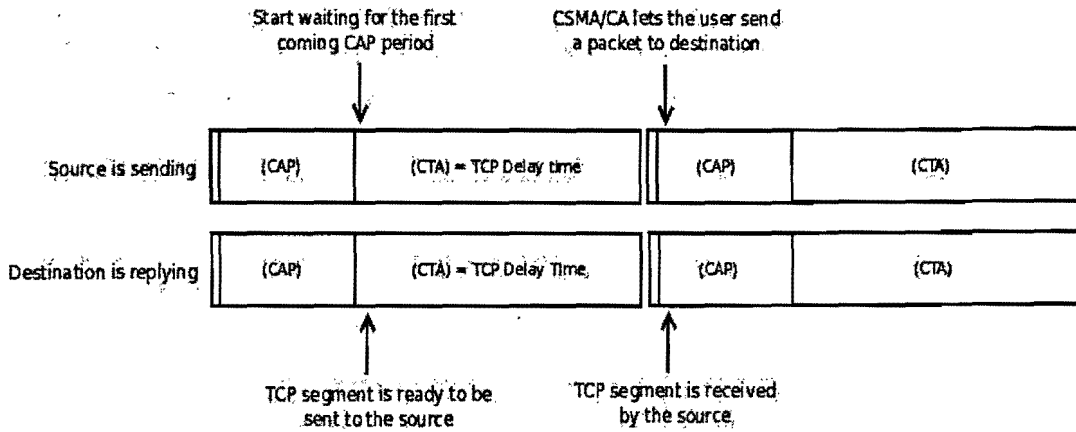 Start waiting for the first
coming CAP period
CSMA/CA lets the user send
a packet to destination
Source is sending
(CAP)
(CTA) = TCP Delay time
(CAP)
(CTA)
Destination is replying
(CAP)
(CTA) = TCP Delay Time,
(CAP)
(CTA)
TCP segment is ready to be
sent to the source
TCP segment is received
by the source